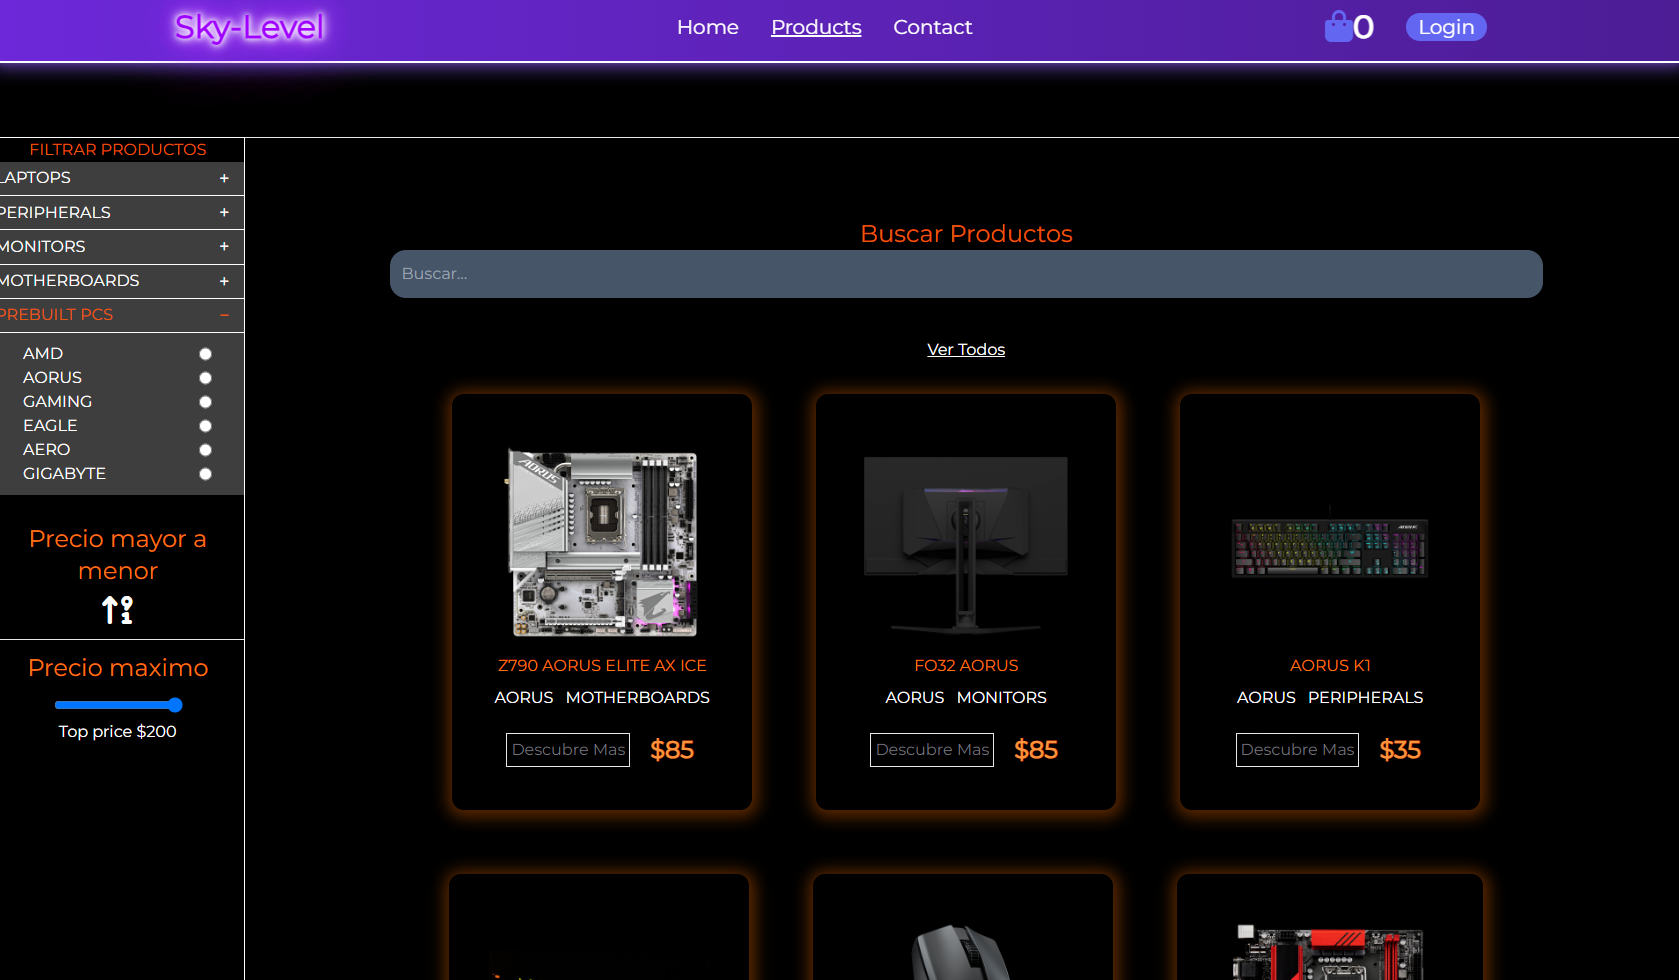 Sky-Level
Home
Products
Contact
0
Login
FILTRAR PRODUCTOS
LAPTOPS +
PERIPHERALS +
MONITORS +
MOTHERBOARDS +
PREBUILT PCS −
AMD
AORUS
GAMING
EAGLE
AERO
GIGABYTE
Precio mayor a
menor
Precio maximo
Top price $200
Buscar Productos
Buscar...
Ver Todos
AORUS
Z790 AORUS ELITE AX ICE
AORUS MOTHERBOARDS
Descubre Mas $85
FO32 AORUS
AORUS MONITORS
Descubre Mas $85
AORUS K1
AORUS PERIPHERALS
Descubre Mas $35